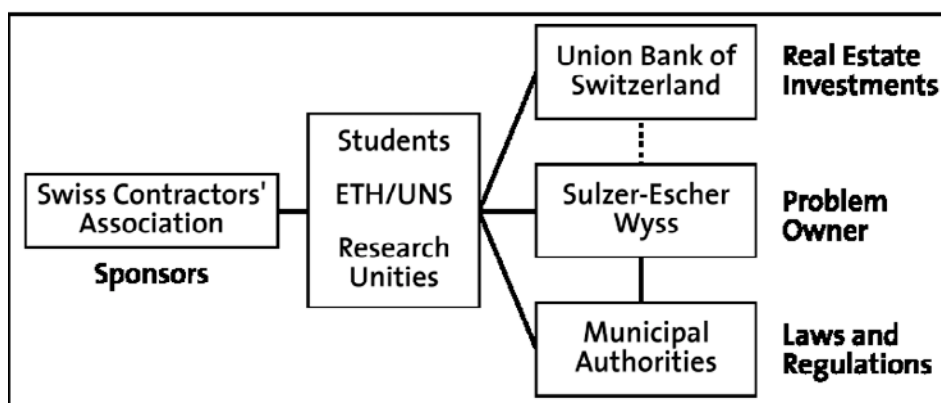 Swiss Contractors'
Association
Sponsors
Students
ETH/UNS
Research
Unities
Union Bank of
Switzerland
Real Estate
Investments
Sulzer-Escher
Wyss
Problem
Owner
Municipal
Authorities
Laws and
Regulations